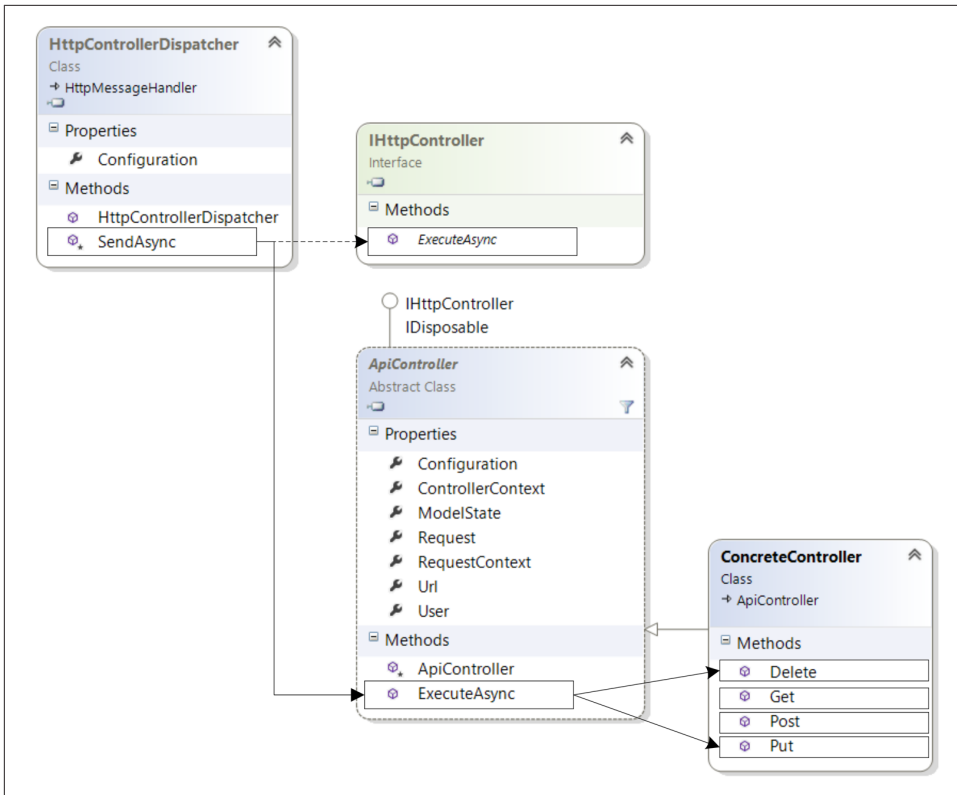 HttpControllerDispatcher
Class
HttpMessageHandler
Properties
Configuration
Methods
HttpControllerDispatcher
SendAsync
IHttpController
Interface
Methods
ExecuteAsync
IHttpController
IDisposable
ApiController
Abstract Class
Properties
Configuration
ControllerContext
ModelState
Request
RequestContext
Url
User
Methods
ApiController
ExecuteAsync
ConcreteController
Class
ApiController
Methods
Delete
Get
Post
Put